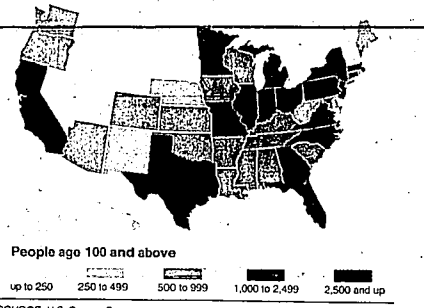 People age 100 and above
up to 250 250 to 499 500 to 999 1,000 to 2,499 2,500 and up